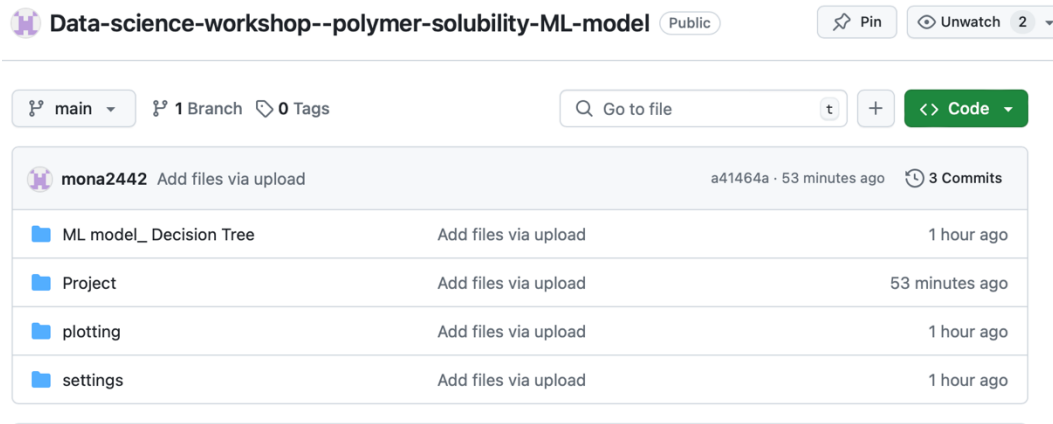 Data-science-workshop--polymer-solubility-ML-model Public Pin Unwatch 2
main 1 Branch 0 Tags Go to file t + <> Code
mona2442 Add files via upload a41464a · 53 minutes ago 3 Commits
ML model_ Decision Tree Add files via upload 1 hour ago
Project Add files via upload 53 minutes ago
plotting Add files via upload 1 hour ago
settings Add files via upload 1 hour ago